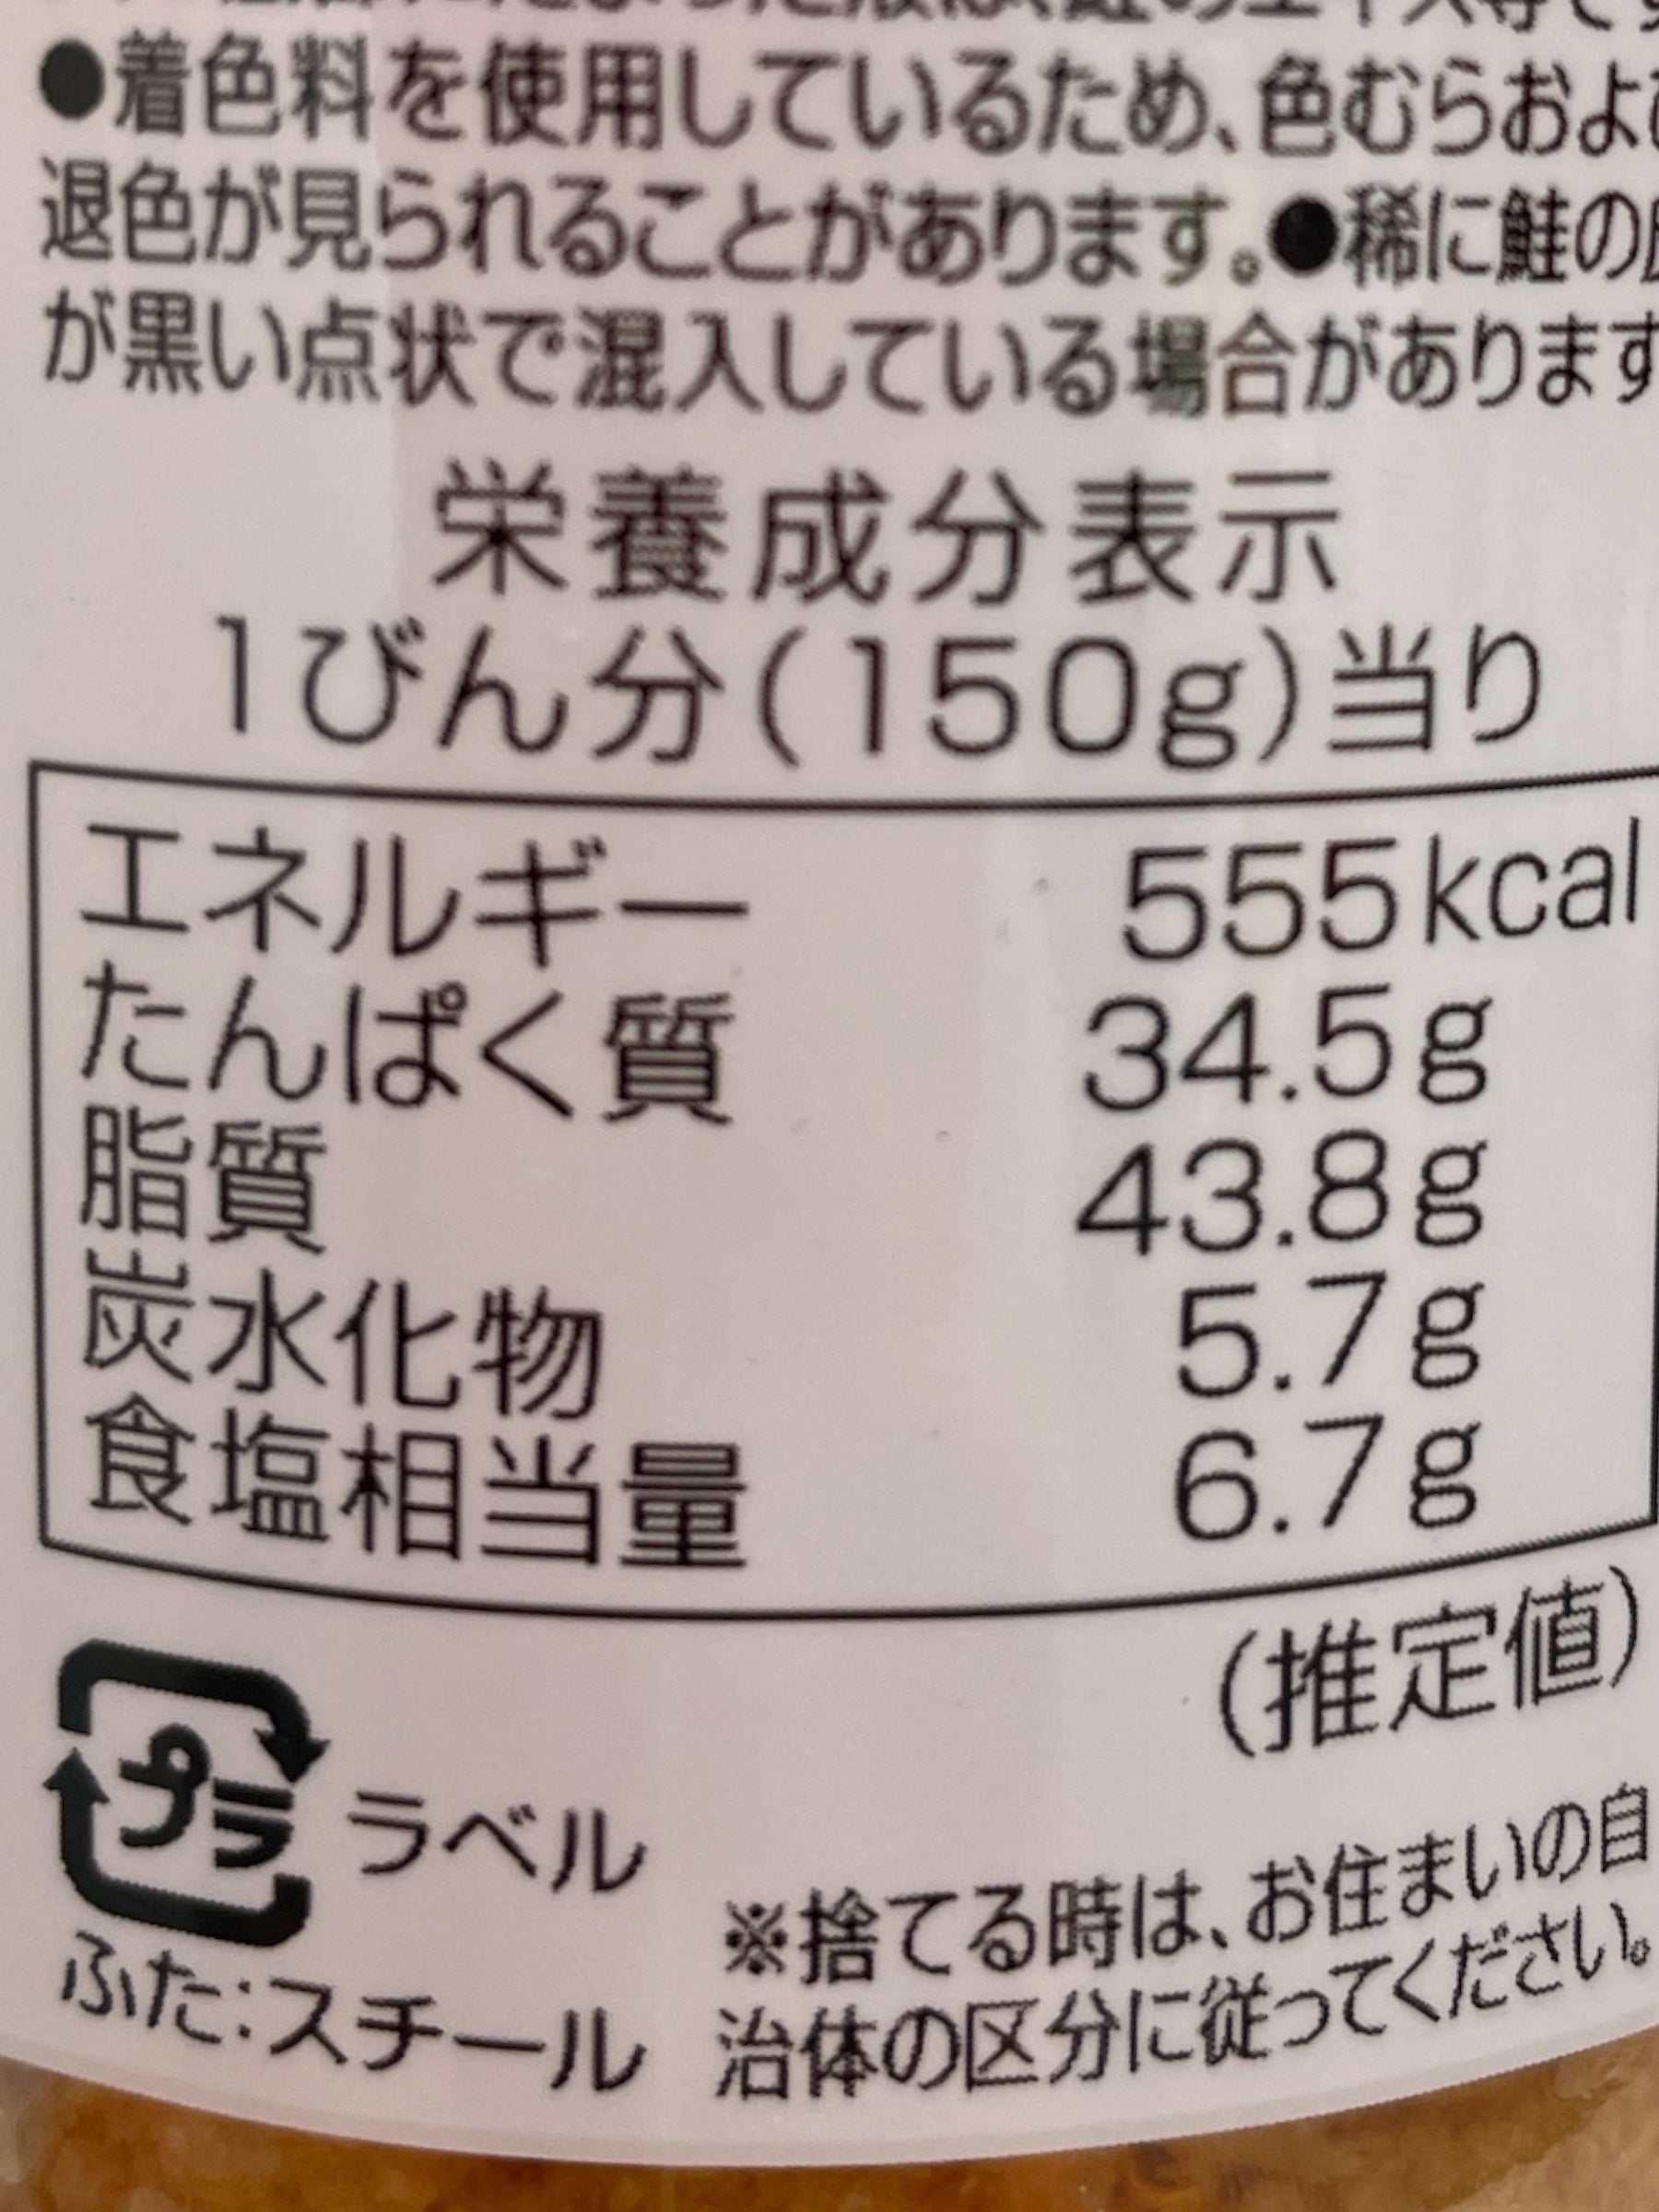 ●着色料を使用しているため、色むらおよ
退色が見られることがあります。●稀に鮭の
が黒い点状で混入している場合があります
栄養成分表示
1びん分(150g)当り
エネルギー 555kcal
たんぱく質 34.5g
脂質 43.8g
炭水化物 5.7g
食塩相当量 6.7g
(推定値)
プラ ラベル
ふた:スチール
※捨てる時は、お住まいの自
治体の区分に従ってください。